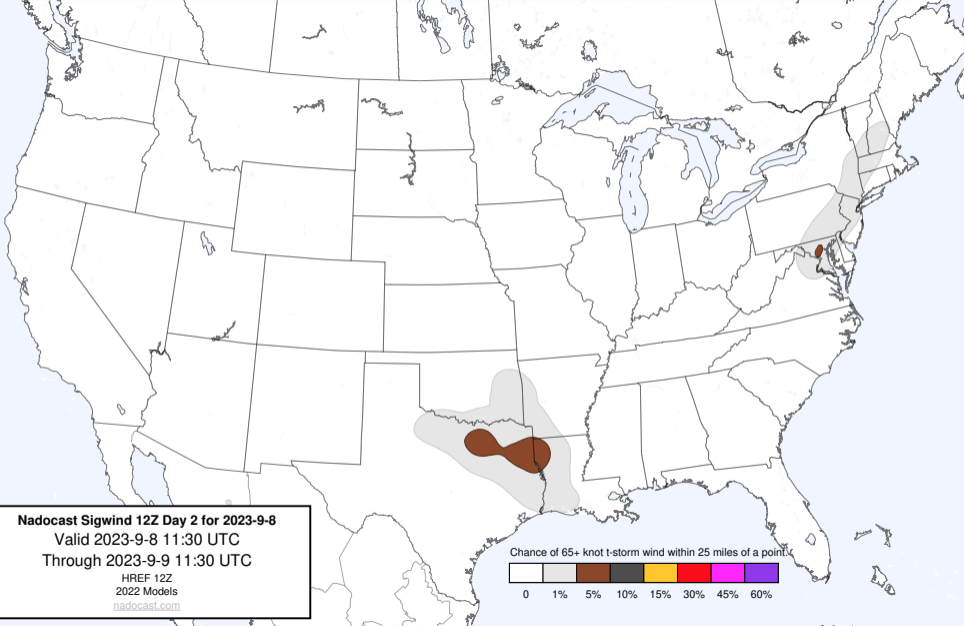 Nadocast Sigwind 12Z Day 2 for 2023-9-8
Valid 2023-9-8 11:30 UTC
Through 2023-9-9 11:30 UTC
HREF 12Z
2022 Models
nadocast.com
Chance of 65+ knot t-storm wind within 25 miles of a point.
0 1% 5% 10% 15% 30% 45% 60%